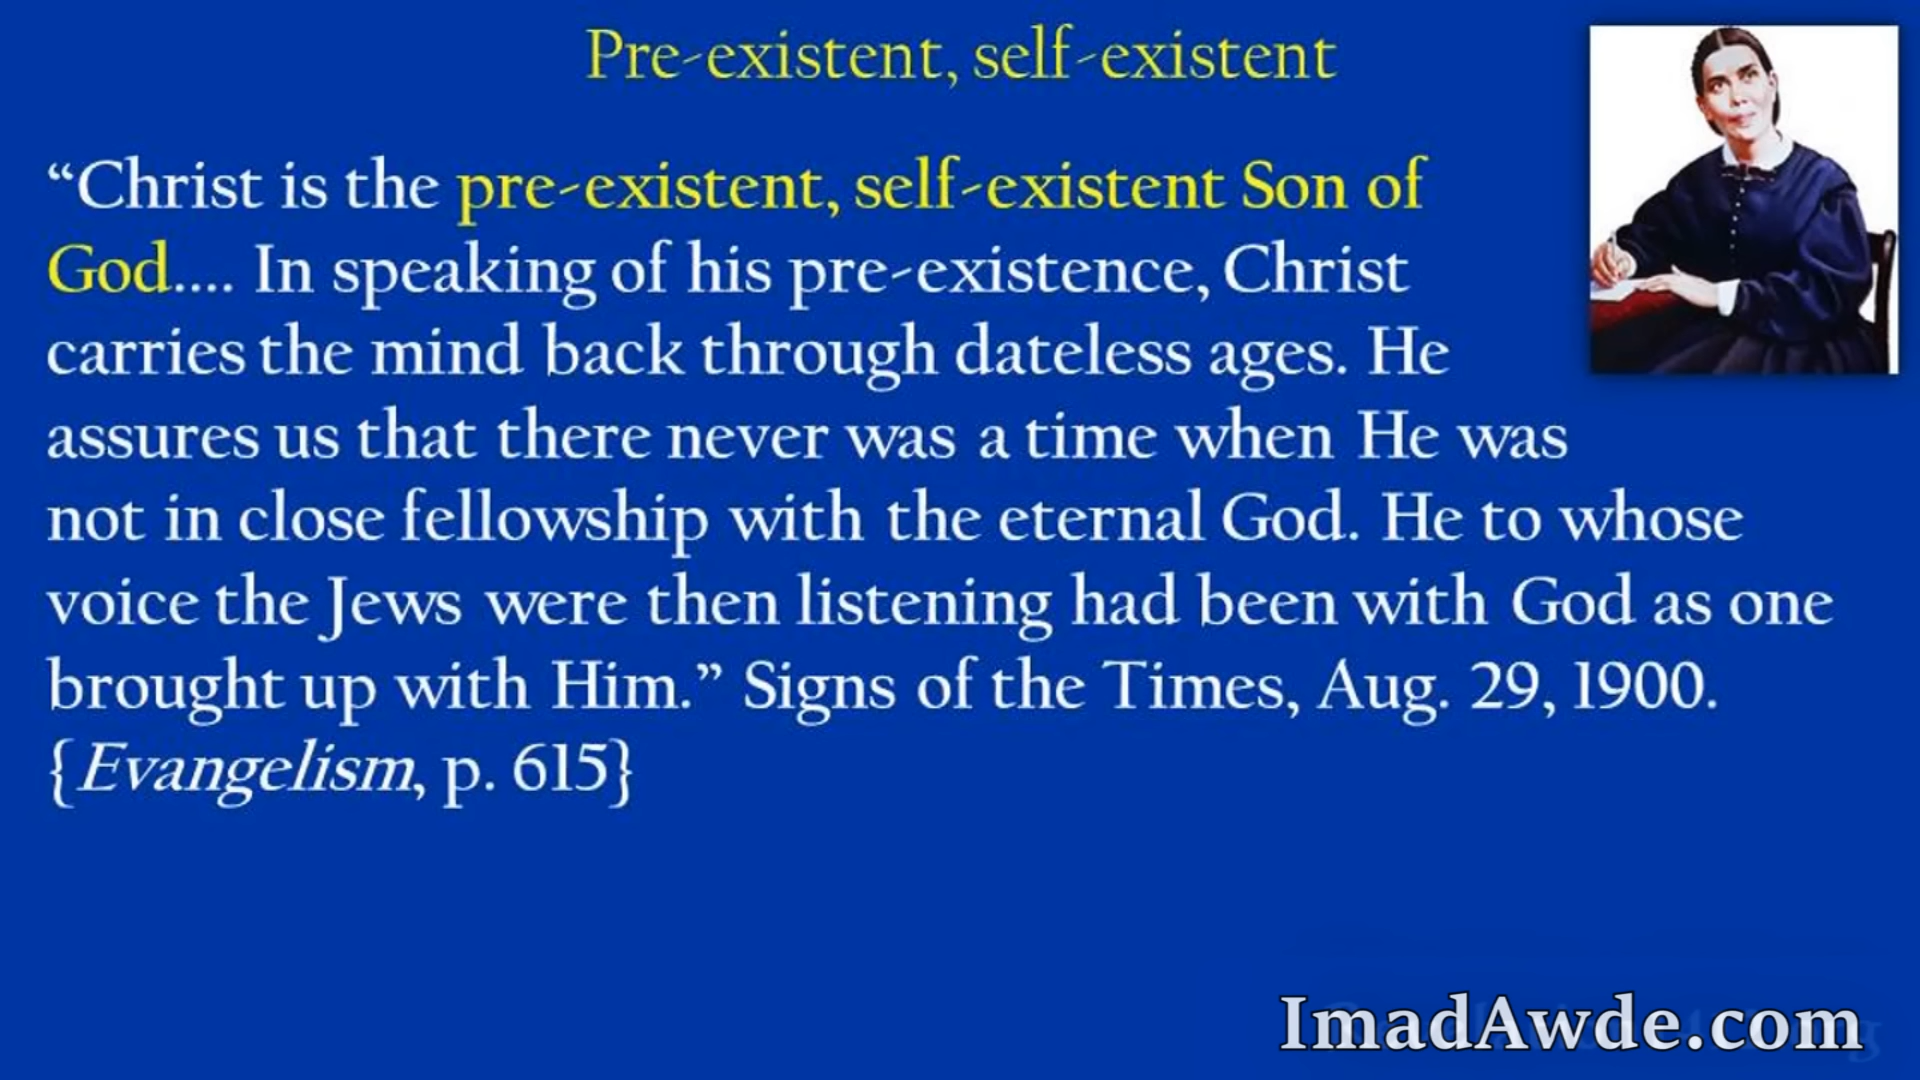 Pre-existent, self-existent
“Christ is the pre-existent, self-existent Son of
God.... In speaking of his pre-existence, Christ
carries the mind back through dateless ages. He
assures us that there never was a time when He was
not in close fellowship with the eternal God. He to whose
voice the Jews were then listening had been with God as one
brought up with Him.” Signs of the Times, Aug. 29, 1900.
{Evangelism, p. 615}
ImadAwde.com